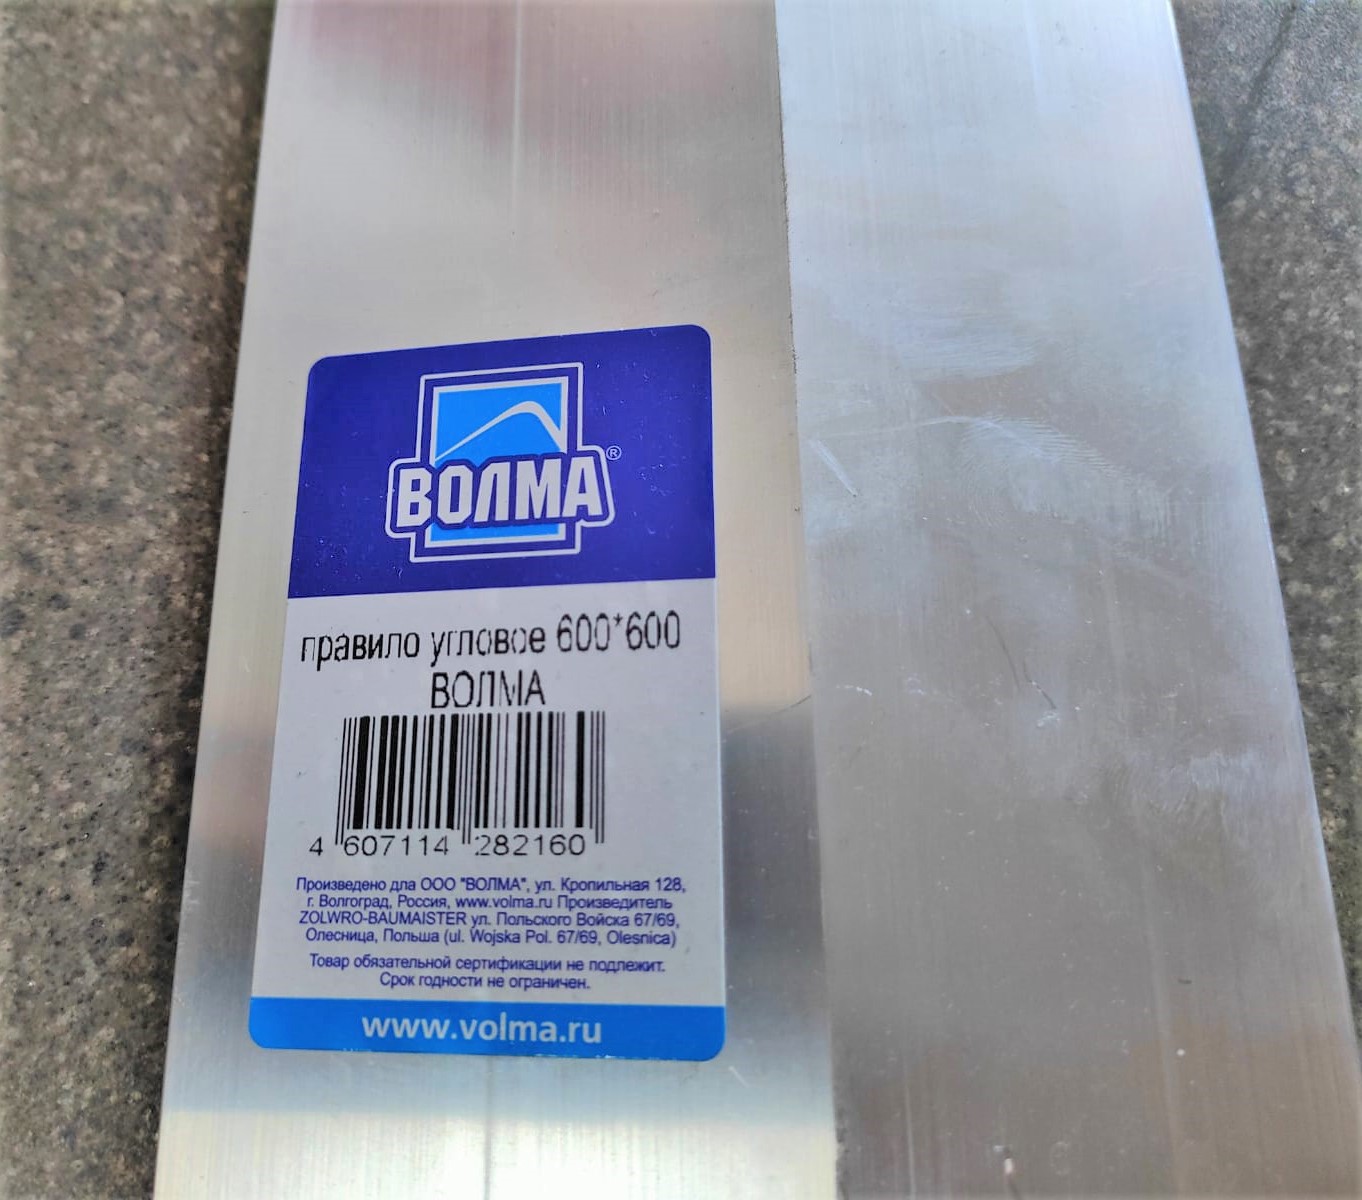 ВОЛМА®
правило угловое 600*600
ВОЛМА
4 607114 282160
Произведено дла ООО "ВОЛМА", ул. Кропильная 128,
г. Волгоград, Россия, www.volma.ru Производитель
ZOLWRO-BAUMAISTER ул. Польского Войска 67/69,
Олесница, Польша (ul. Wojska Pol. 67/69, Olesnica)
Товар обязательной сертификации не подлежит.
Срок годности не ограничен.
www.volma.ru